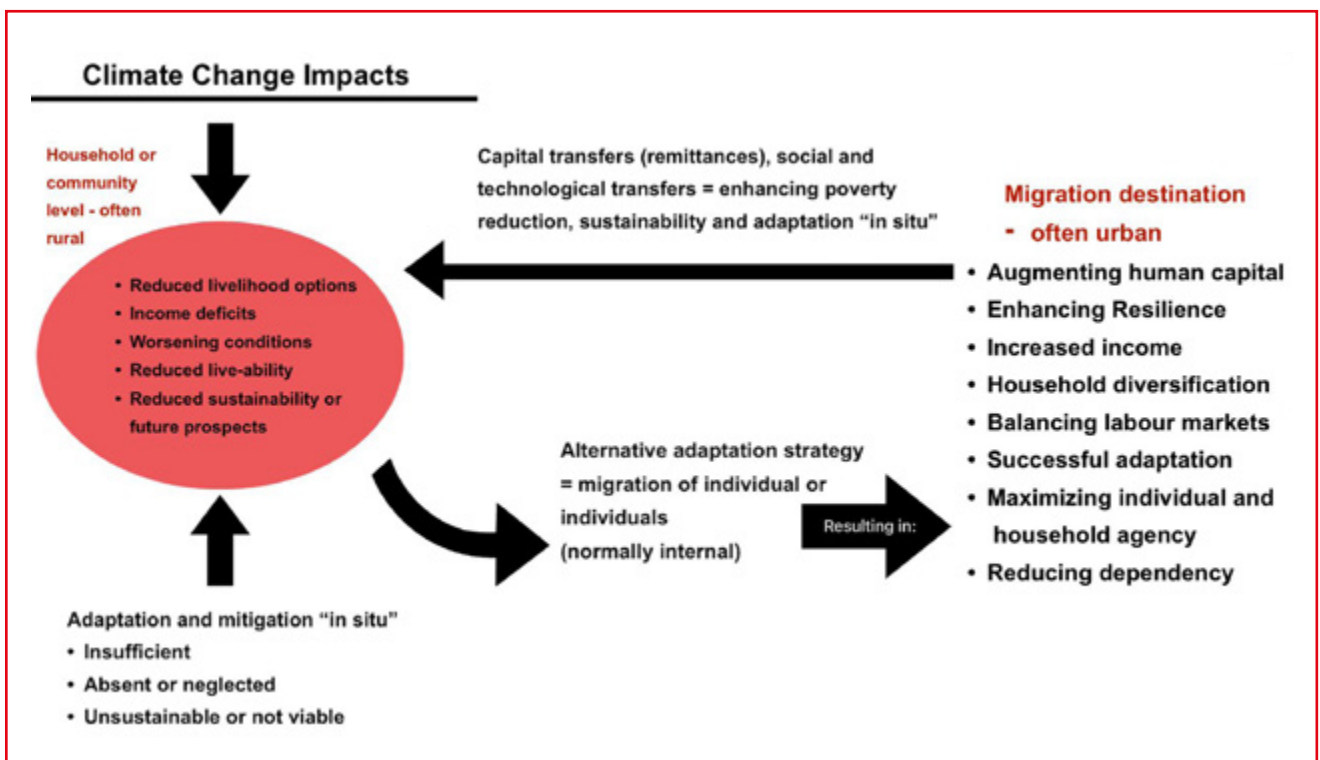 Climate Change Impacts
Household or
community
level - often
rural
• Reduced livelihood options
• Income deficits
• Worsening conditions
• Reduced live-ability
• Reduced sustainability or
future prospects
Adaptation and mitigation “in situ”
• Insufficient
• Absent or neglected
• Unsustainable or not viable
Capital transfers (remittances), social and
technological transfers = enhancing poverty
reduction, sustainability and adaptation “in situ”
Alternative adaptation strategy
= migration of individual or
individuals
(normally internal)
Resulting in:
Migration destination
- often urban
• Augmenting human capital
• Enhancing Resilience
• Increased income
• Household diversification
• Balancing labour markets
• Successful adaptation
• Maximizing individual and
household agency
• Reducing dependency